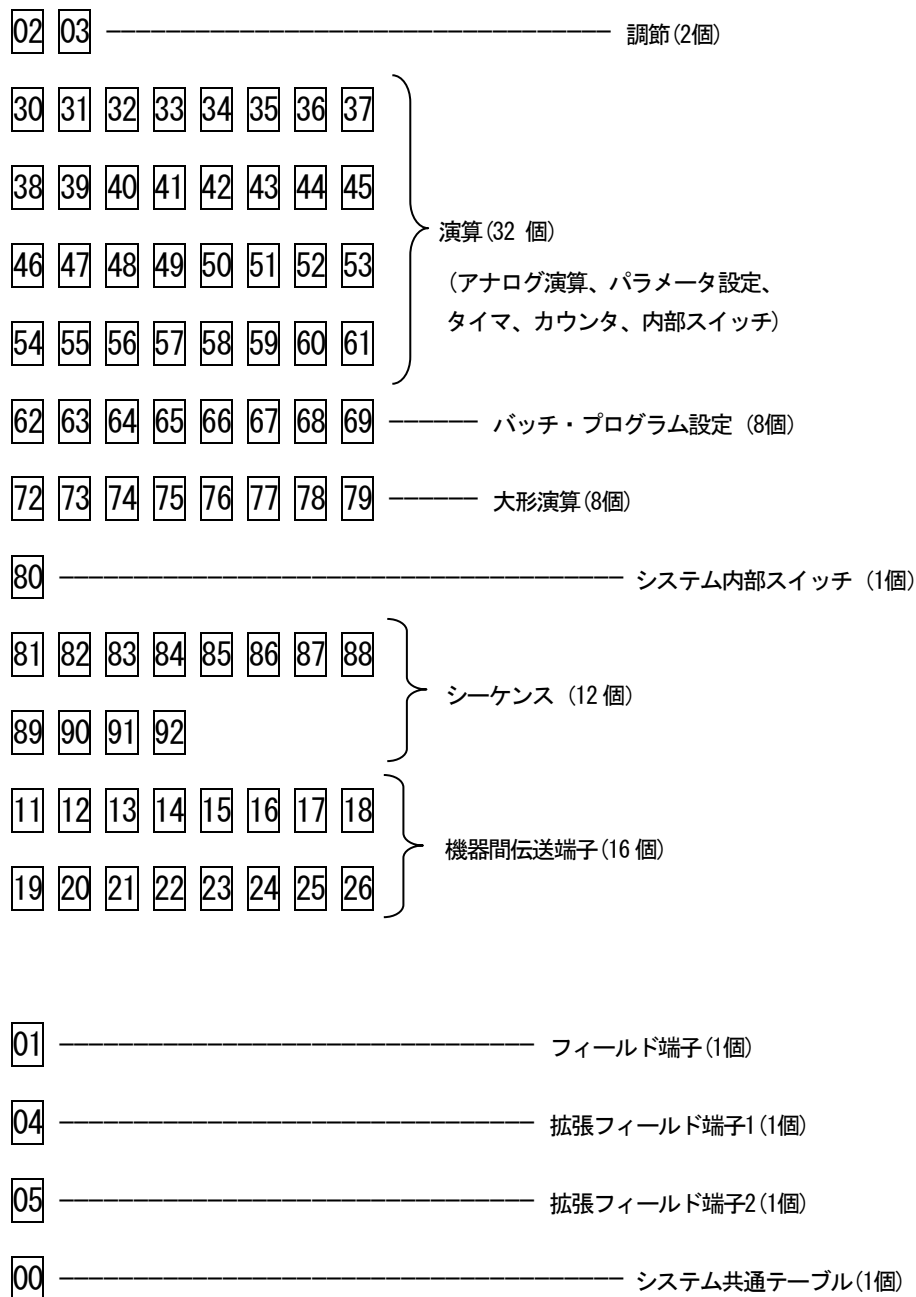 02 03 調節(2個)
30 31 32 33 34 35 36 37
38 39 40 41 42 43 44 45
46 47 48 49 50 51 52 53
54 55 56 57 58 59 60 61
演算(32 個)
(アナログ演算、パラメータ設定、
タイマ、カウンタ、内部スイッチ)
62 63 64 65 66 67 68 69 バッチ・プログラム設定 (8個)
72 73 74 75 76 77 78 79 大形演算(8個)
80 システム内部スイッチ (1個)
81 82 83 84 85 86 87 88
89 90 91 92
シーケンス (12 個)
11 12 13 14 15 16 17 18
19 20 21 22 23 24 25 26
機器間伝送端子(16 個)
01 フィールド端子(1個)
04 拡張フィールド端子1(1個)
05 拡張フィールド端子2(1個)
00 システム共通テーブル(1個)